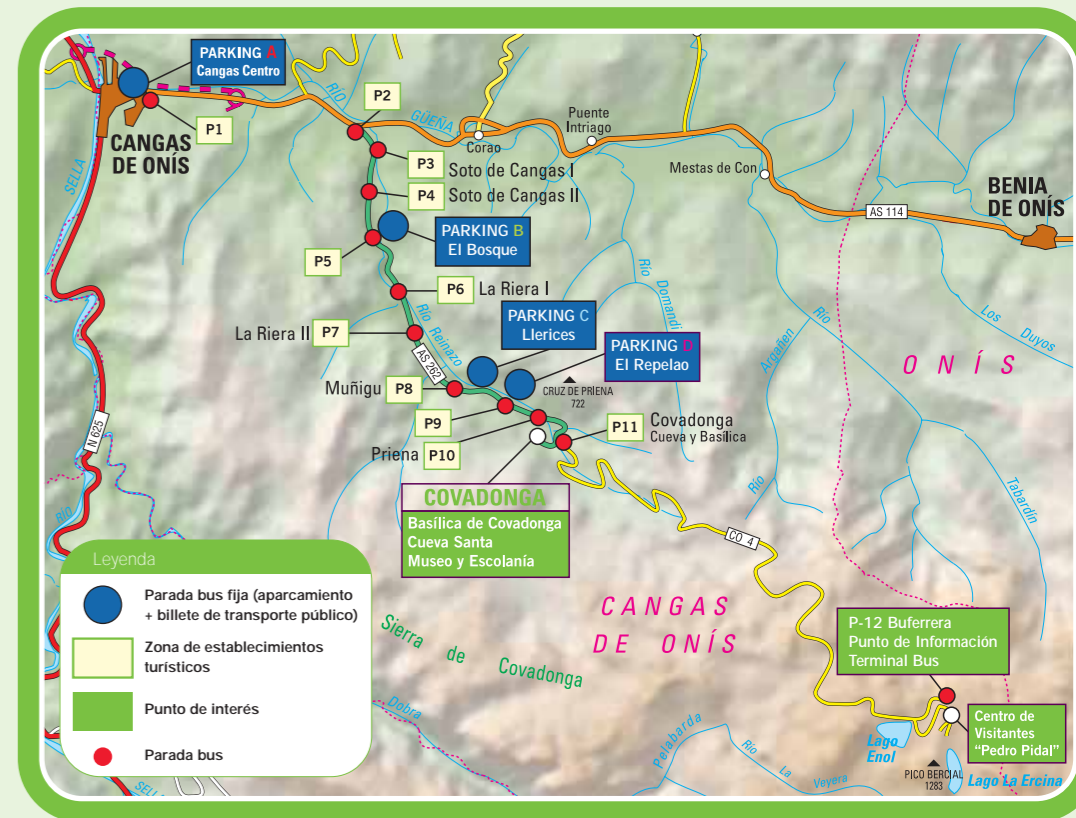 PARKING A
Cangas Centro
P1
CANGAS
DE ONÍS
SELLA
RÍO
P2
GÜEÑA
Corao
Puente
Intriago
Mestas de Con
BENIA
DE ONÍS
AS 114
P3
Soto de Cangas I
P4
Soto de Cangas II
PARKING B
El Bosque
P5
P6
La Riera I
La Riera II
P7
Río Reinazo
AS 262
PARKING C
Llerices
PARKING D
El Repelao
Río Domandi
Argañen
Río
Río
Los Duyos
ONÍS
Tabardín
CRUZ DE PRIENA
722
Muñigu
P8
P9
Priena
P10
P11
Covadonga
Cueva y Basílica
N 625
Río
COVADONGA
Basílica de Covadonga
Cueva Santa
Museo y Escolanía
CO 4
CANGAS
DE ONÍS
Sierra de Covadonga
Dobra
SELLA
Pelabarda
Río La Veyera
P-12 Buferrera
Punto de Información
Terminal Bus
Centro de
Visitantes
"Pedro Pidal"
Lago
Enol
PICO BERCIAL
1283
Lago La Ercina
Leyenda
Parada bus fija (aparcamiento
+ billete de transporte público)
Zona de establecimientos
turísticos
Punto de interés
Parada bus